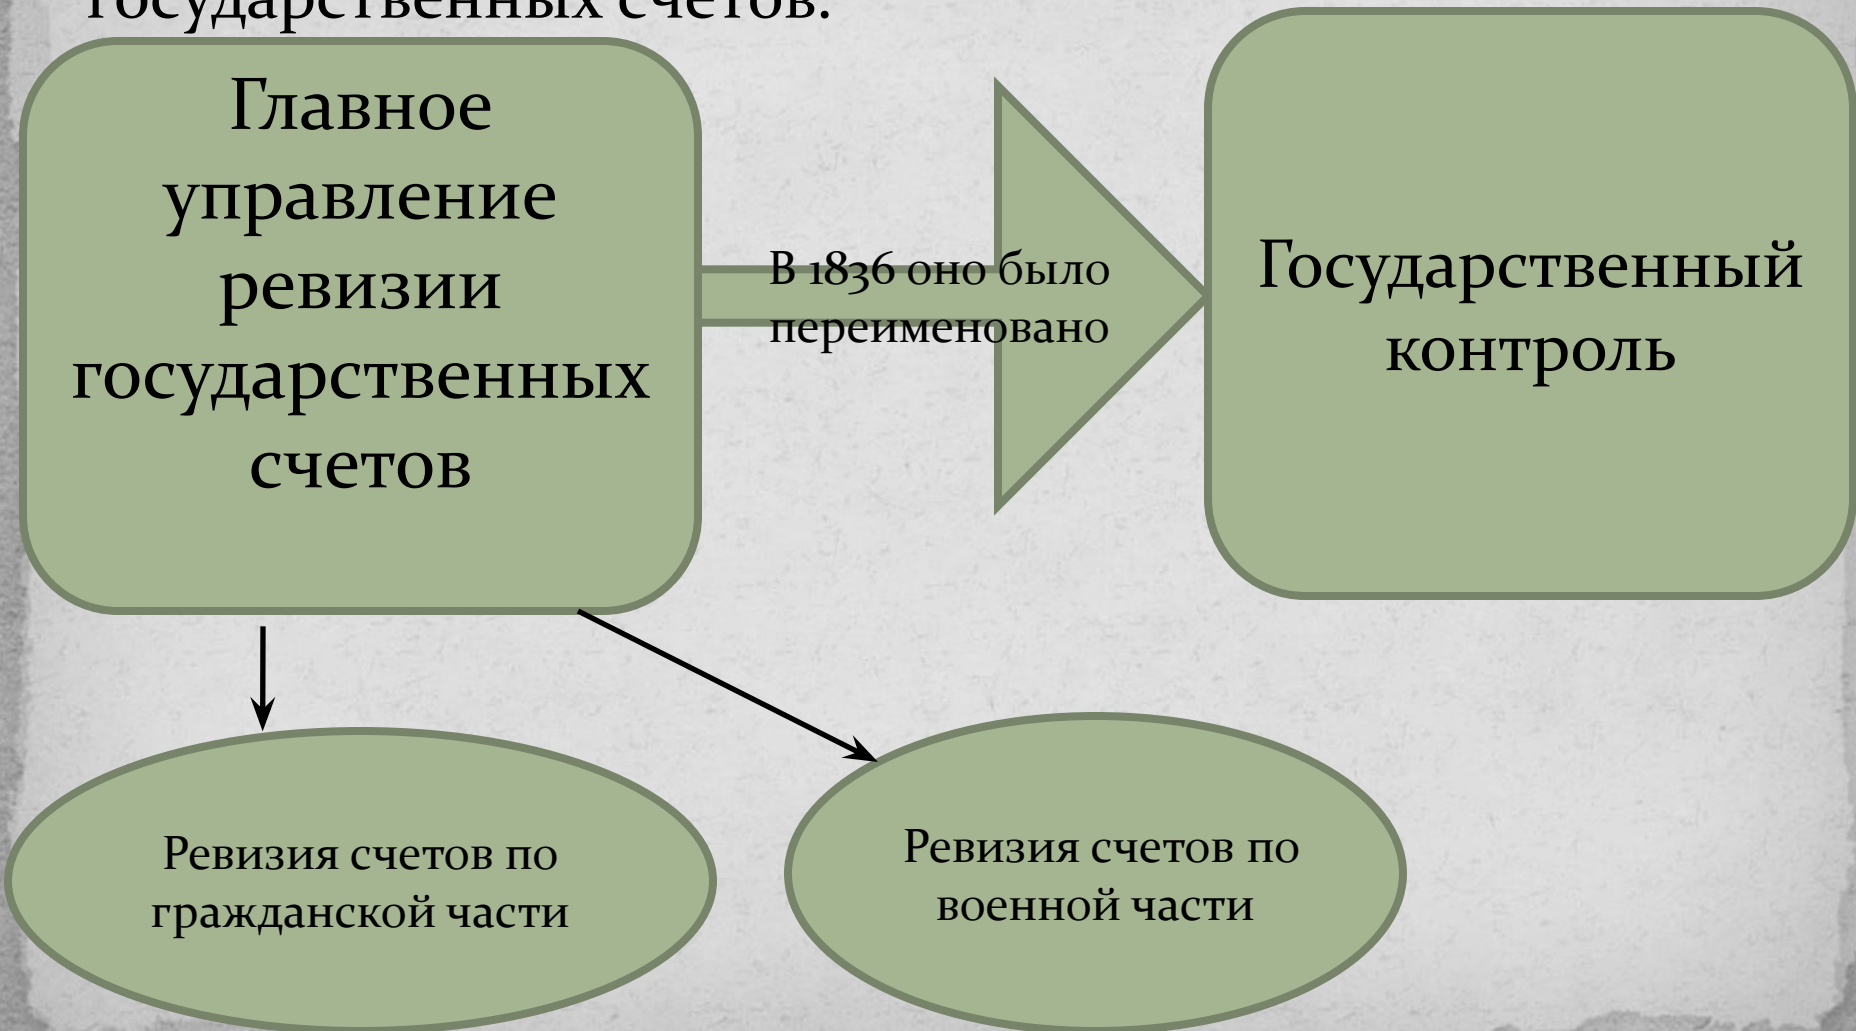 государственных счетов.
Главное
управление
ревизии
государственных
счетов
В 1836 оно было
переименовано
Государственный
контроль
Ревизия счетов по
гражданской части
Ревизия счетов по
военной части